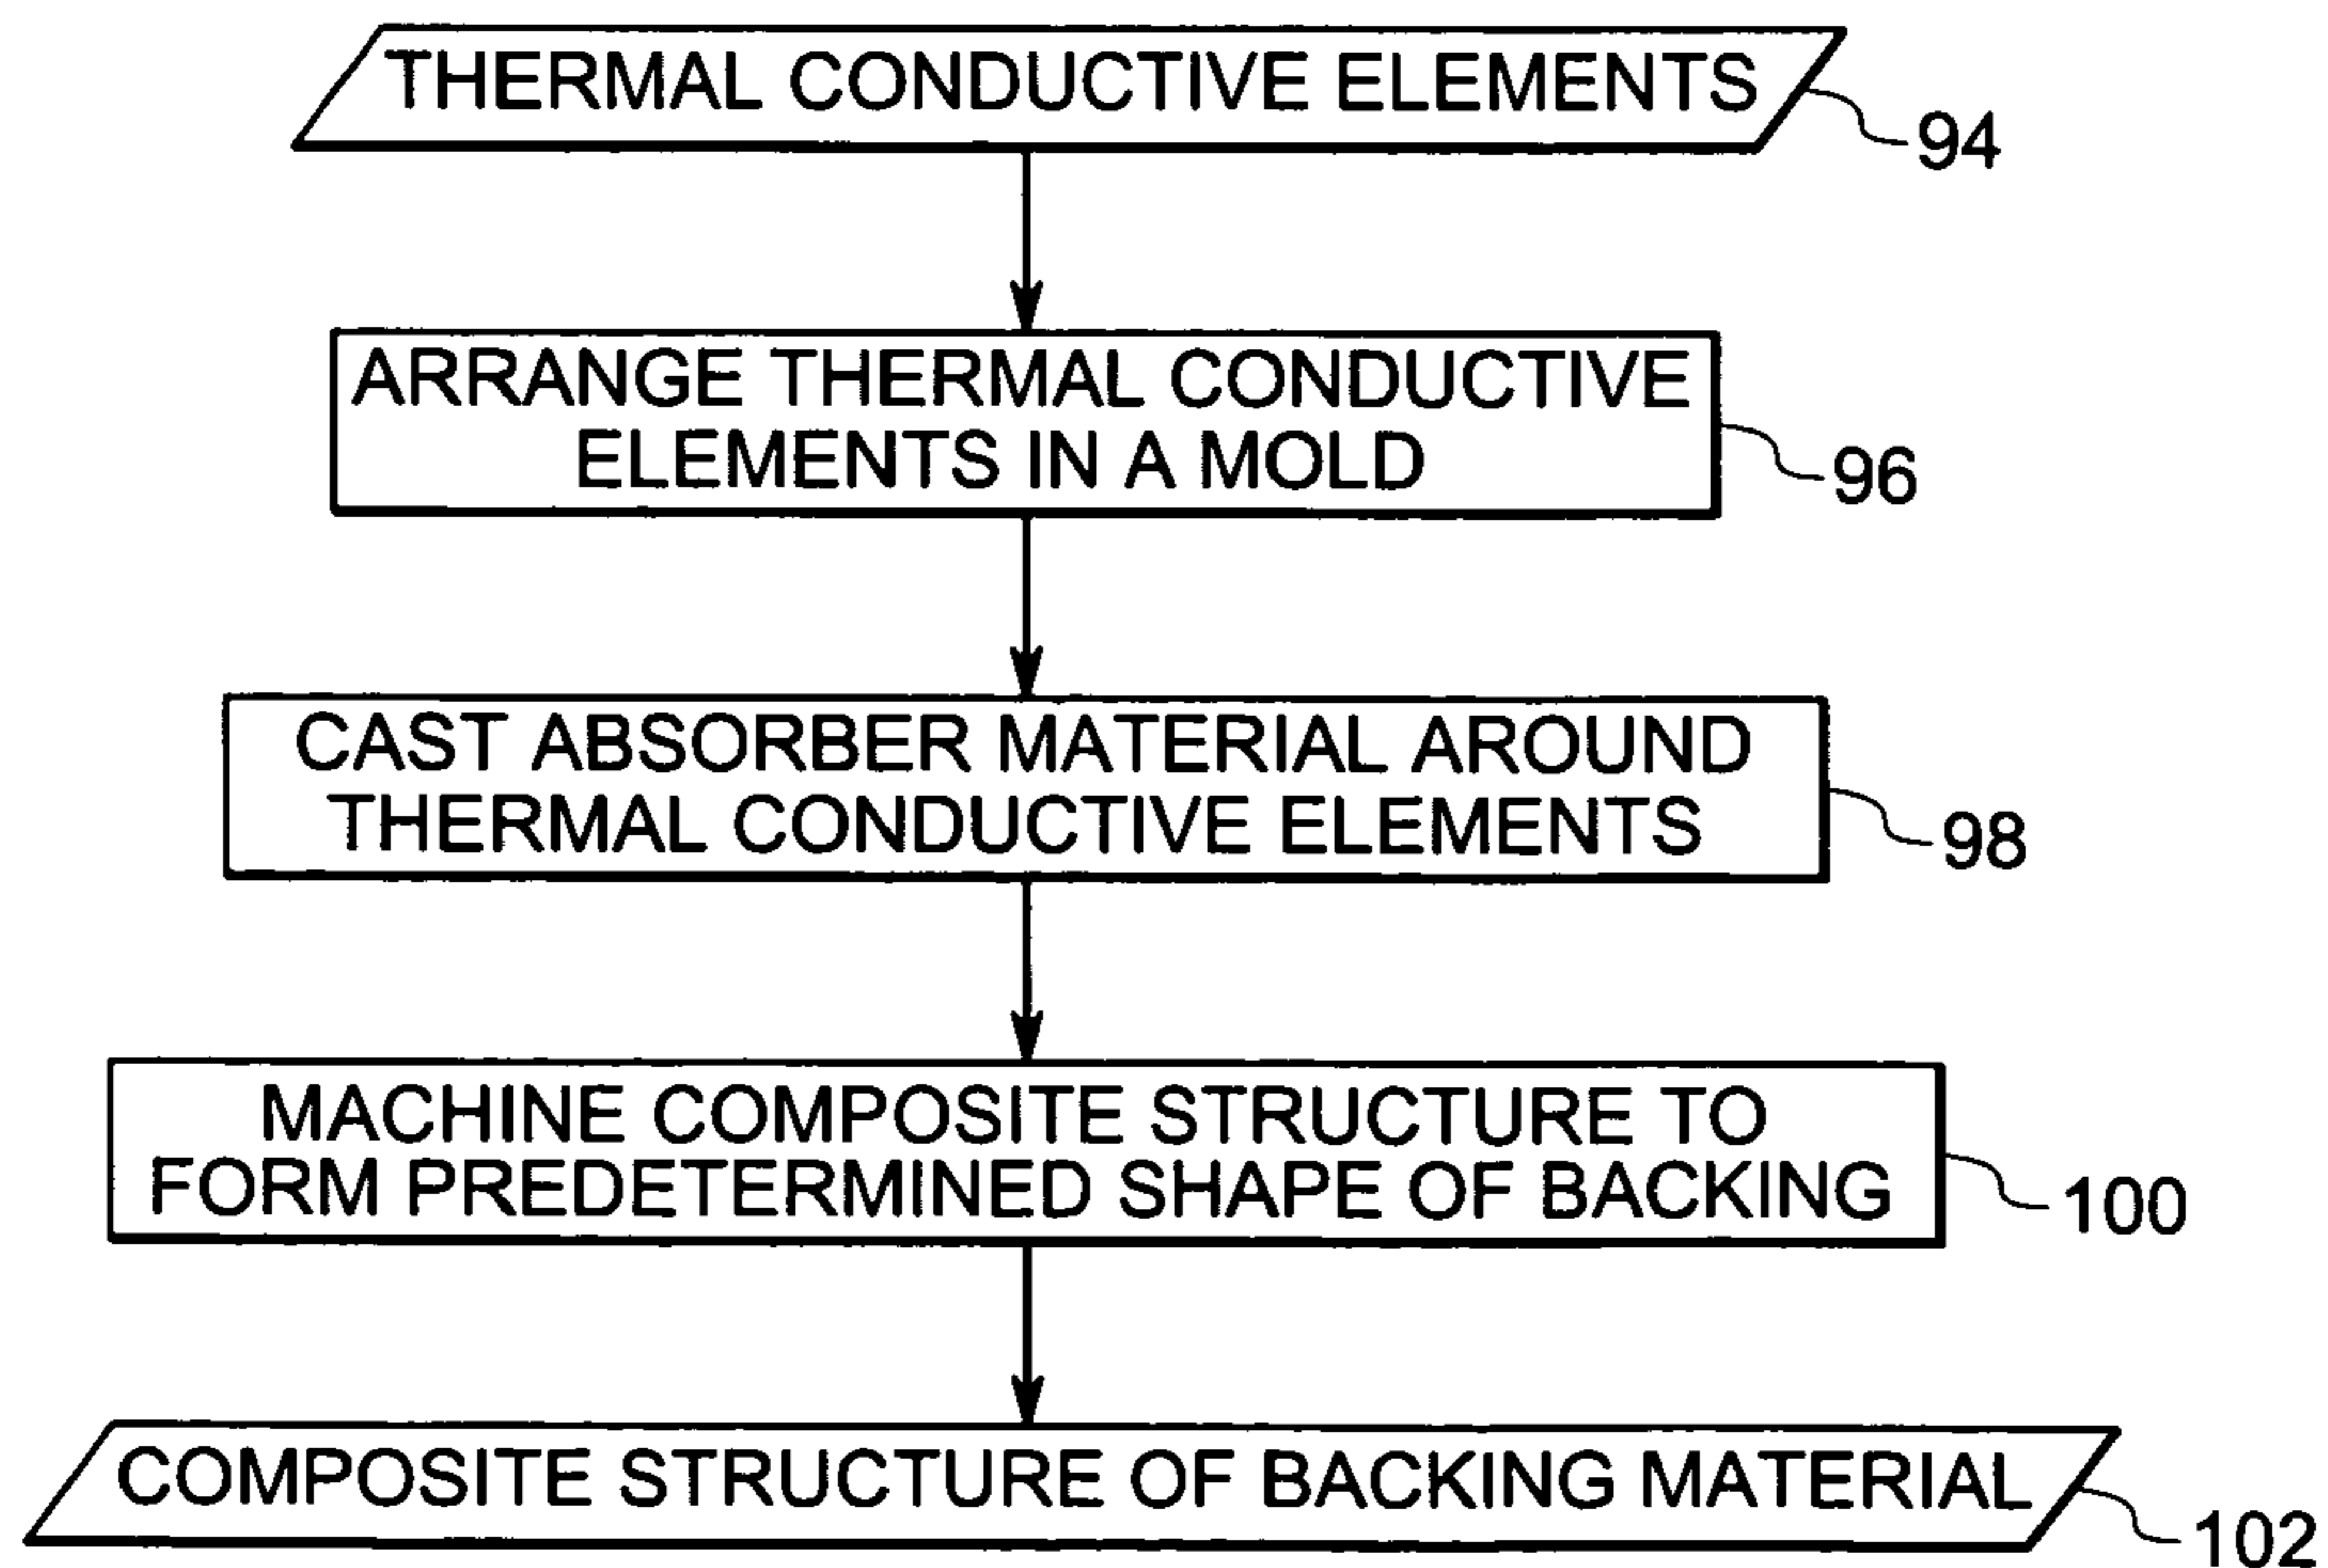 THERMAL CONDUCTIVE ELEMENTS
94
ARRANGE THERMAL CONDUCTIVE
ELEMENTS IN A MOLD
96
CAST ABSORBER MATERIAL AROUND
THERMAL CONDUCTIVE ELEMENTS
98
MACHINE COMPOSITE STRUCTURE TO
FORM PREDETERMINED SHAPE OF BACKING
100
COMPOSITE STRUCTURE OF BACKING MATERIAL
102